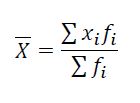 X̅ = ∑ xᵢfᵢ / ∑ fᵢ